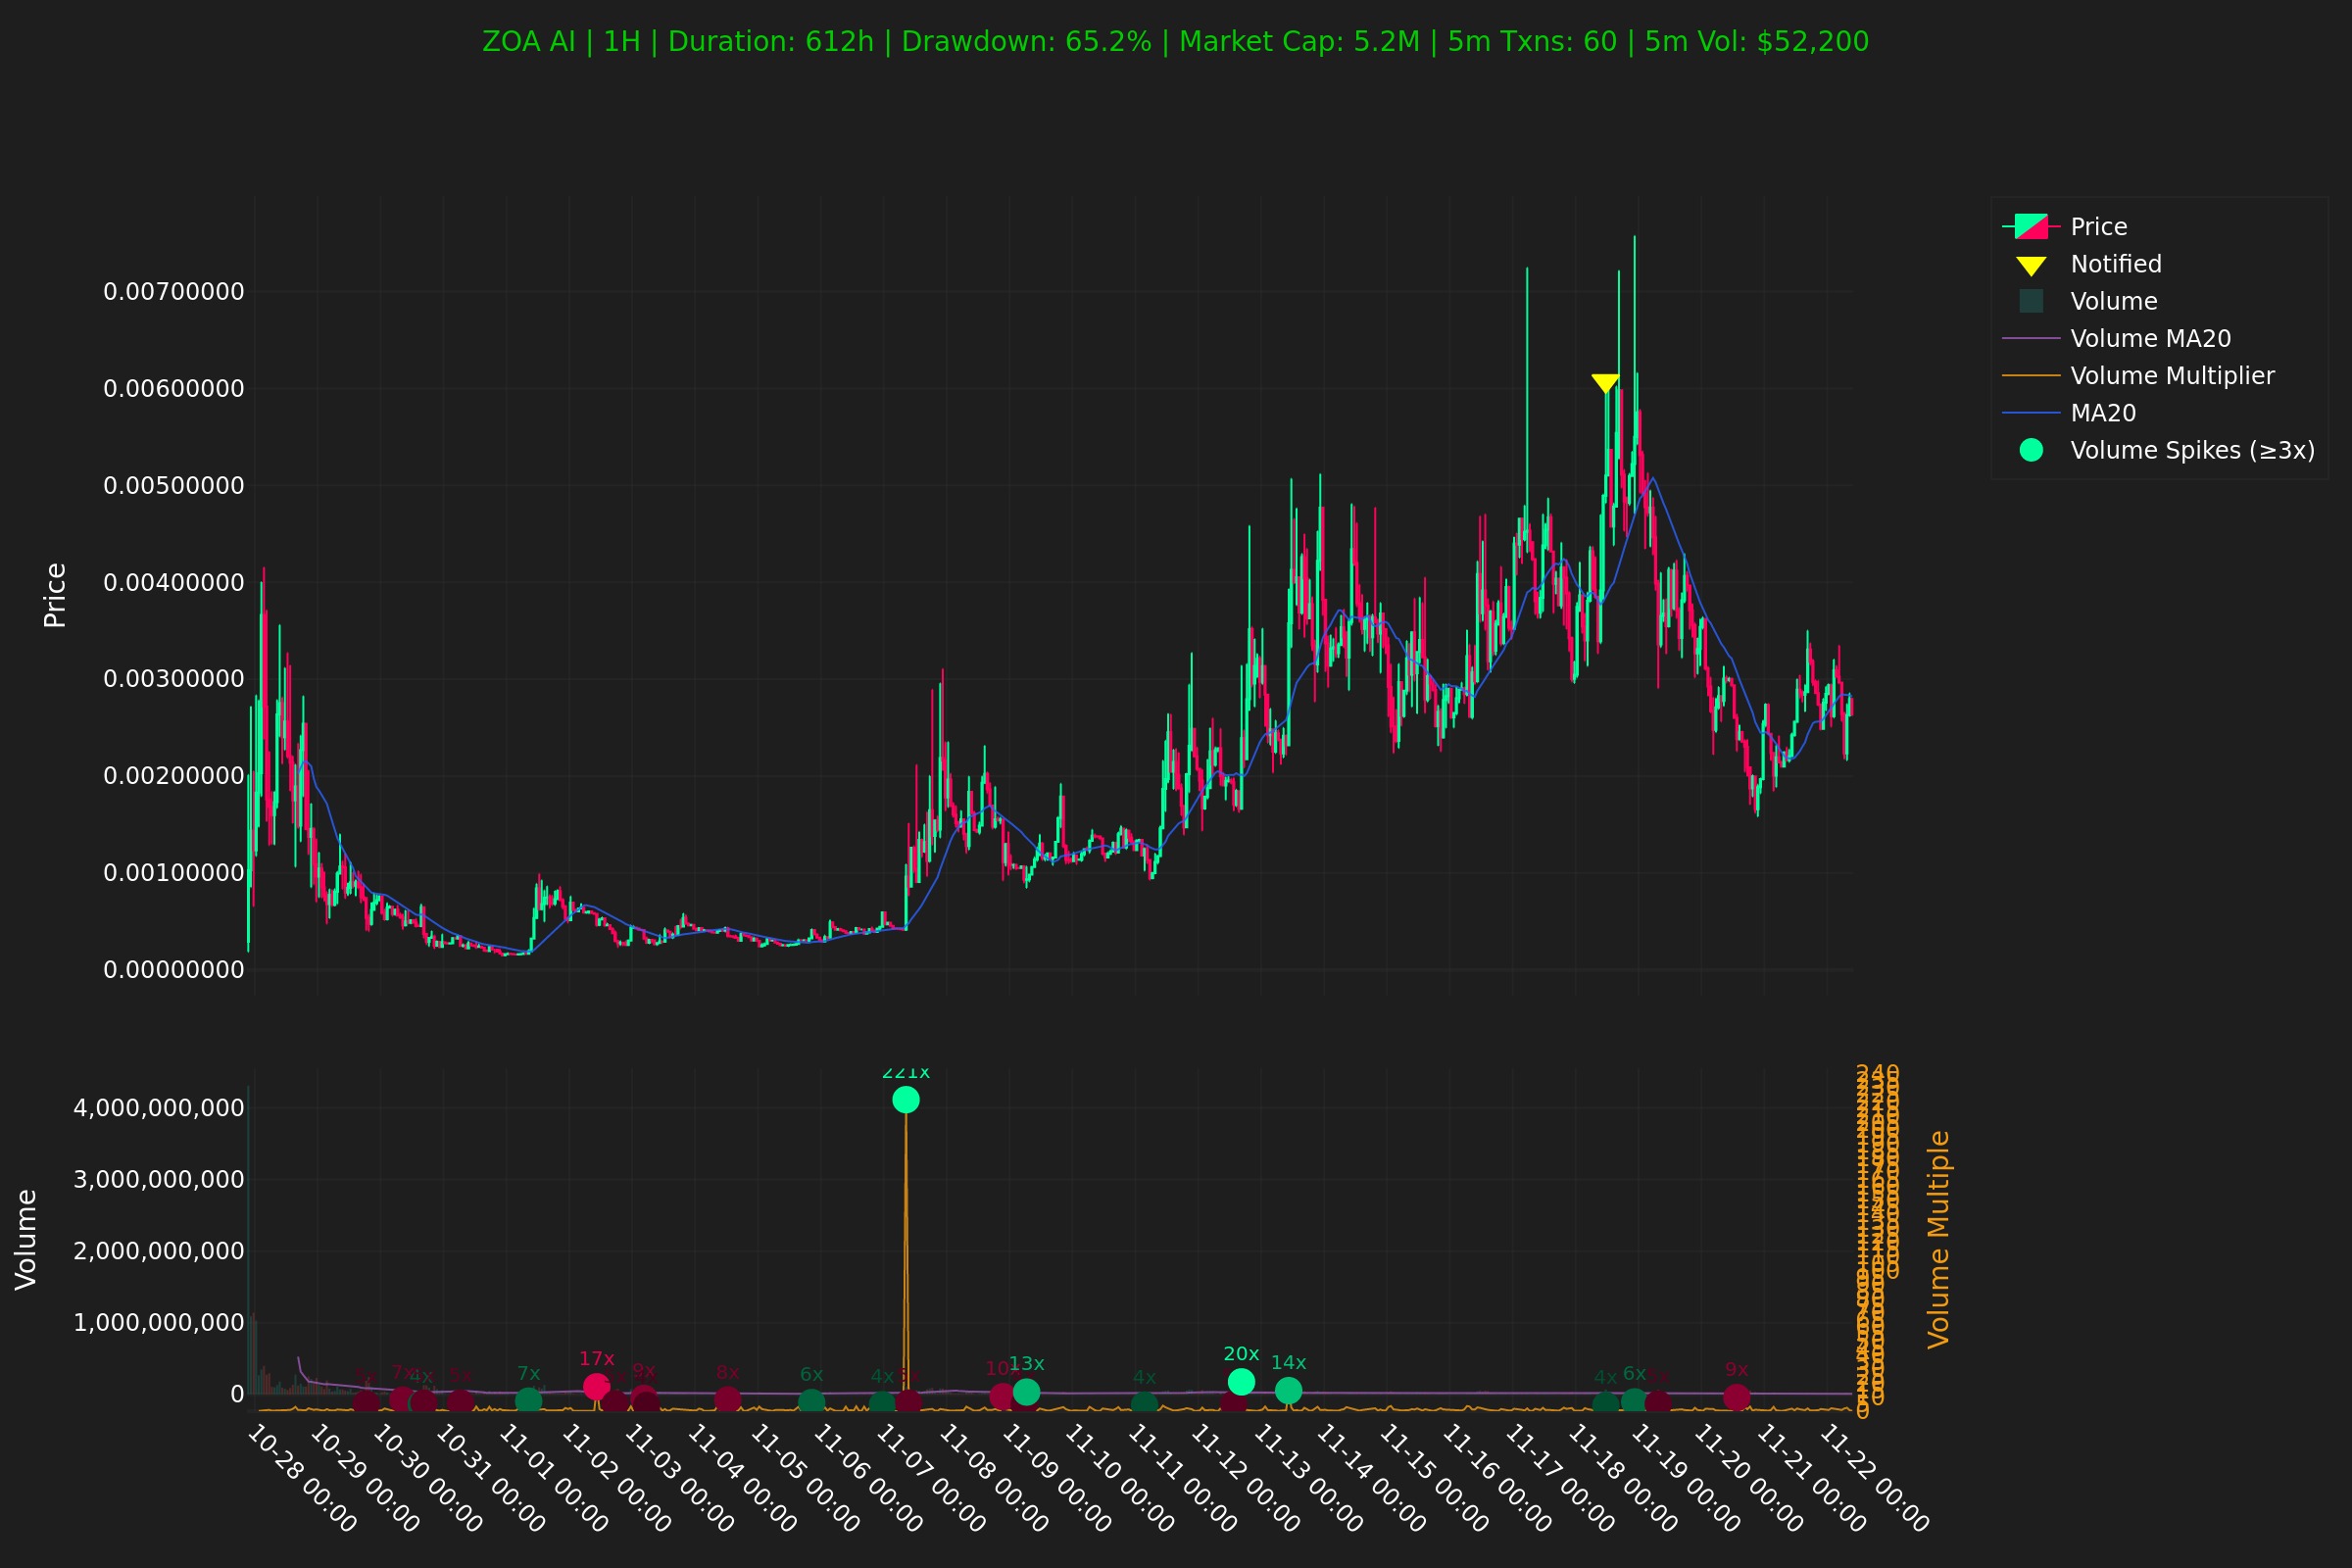 ZOA AI | 1H | Duration: 612h | Drawdown: 65.2% | Market Cap: 5.2M | 5m Txns: 60 | 5m Vol: $52,200
Price
0.00700000
0.00600000
0.00500000
0.00400000
0.00300000
0.00200000
0.00100000
0.00000000
Price
Notified
Volume
Volume MA20
Volume Multiplier
MA20
Volume Spikes (≥3x)
Volume
4,000,000,000
3,000,000,000
2,000,000,000
1,000,000,000
0
221x
7x
4x
7x
17x
9x
8x
6x
4x
10x
13x
4x
20x
14x
4x
6x
9x
Volume Multiple
240
0
10-28 00:00
10-29 00:00
10-30 00:00
10-31 00:00
11-01 00:00
11-02 00:00
11-03 00:00
11-04 00:00
11-05 00:00
11-06 00:00
11-07 00:00
11-08 00:00
11-09 00:00
11-10 00:00
11-11 00:00
11-12 00:00
11-13 00:00
11-14 00:00
11-15 00:00
11-16 00:00
11-17 00:00
11-18 00:00
11-19 00:00
11-20 00:00
11-21 00:00
11-22 00:00